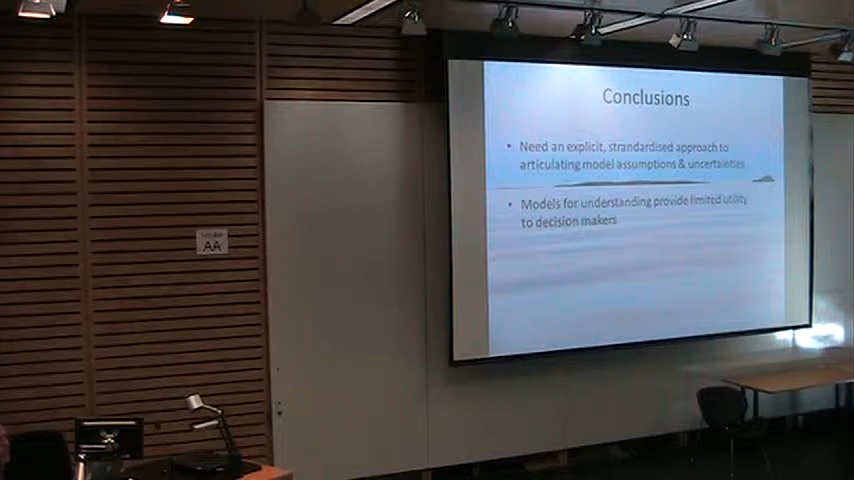 Conclusions
• Need an explicit, strandardised approach to
articulating model assumptions & uncertainties
• Models for understanding provide limited utility
to decision makers
AA